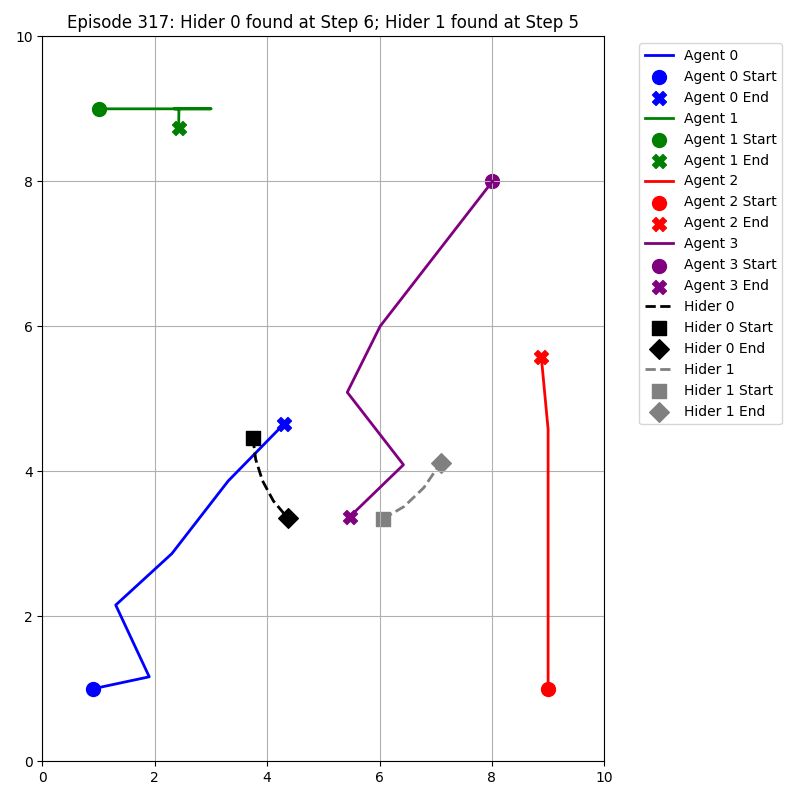 Episode 317: Hider 0 found at Step 6; Hider 1 found at Step 5
10
8
6
4
2
0
0
2
4
6
8
10
Agent 0
Agent 0 Start
Agent 0 End
Agent 1
Agent 1 Start
Agent 1 End
Agent 2
Agent 2 Start
Agent 2 End
Agent 3
Agent 3 Start
Agent 3 End
Hider 0
Hider 0 Start
Hider 0 End
Hider 1
Hider 1 Start
Hider 1 End